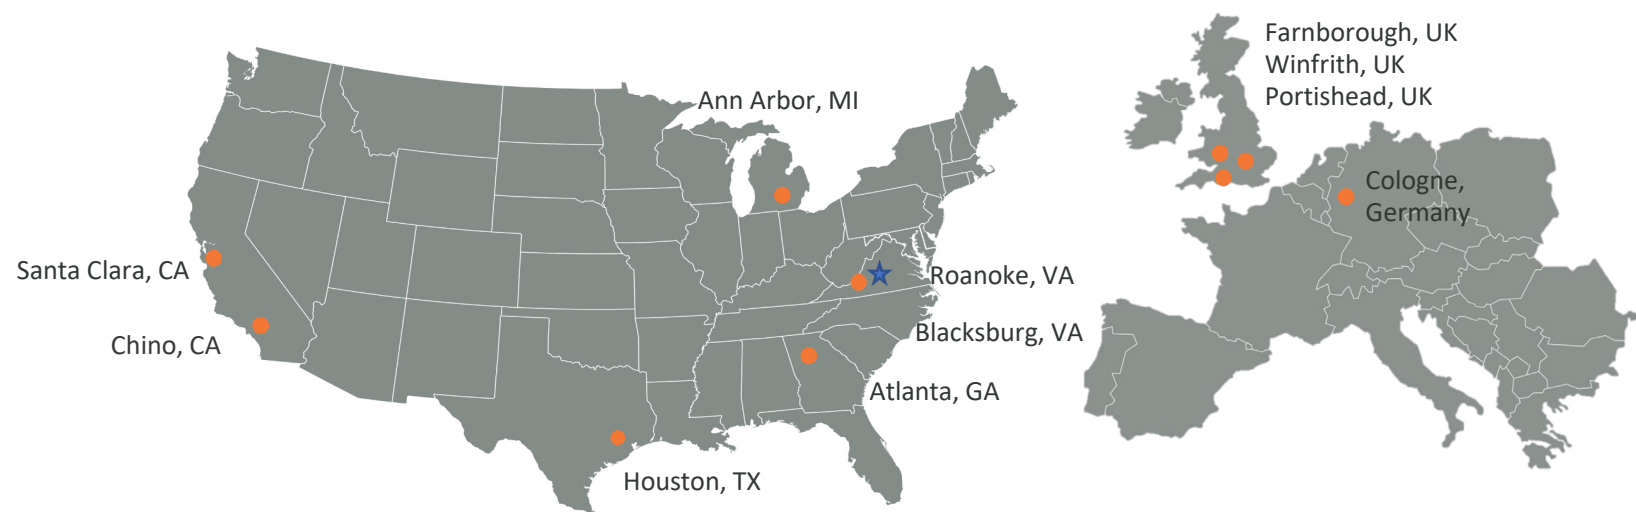 Farnborough, UK
Winfrith, UK
Portishead, UK
Ann Arbor, MI
Cologne,
Germany
Santa Clara, CA
Roanoke, VA
Chino, CA
Blacksburg, VA
Atlanta, GA
Houston, TX